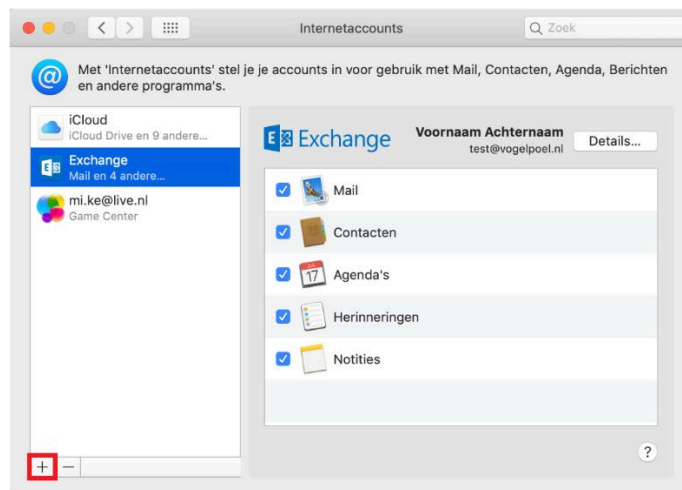 Internetaccounts
Zoek
Met 'Internetaccounts' stel je je accounts in voor gebruik met Mail, Contacten, Agenda, Berichten
en andere programma's.
iCloud
iCloud Drive en 9 andere...
Exchange
Mail en 4 andere...
mi.ke@live.nl
Game Center
E Exchange
Voornaam Achternaam
test@vogelpoel.nl
Details...
Mail
Contacten
17
Agenda's
Herinneringen
Notities
+ −
?